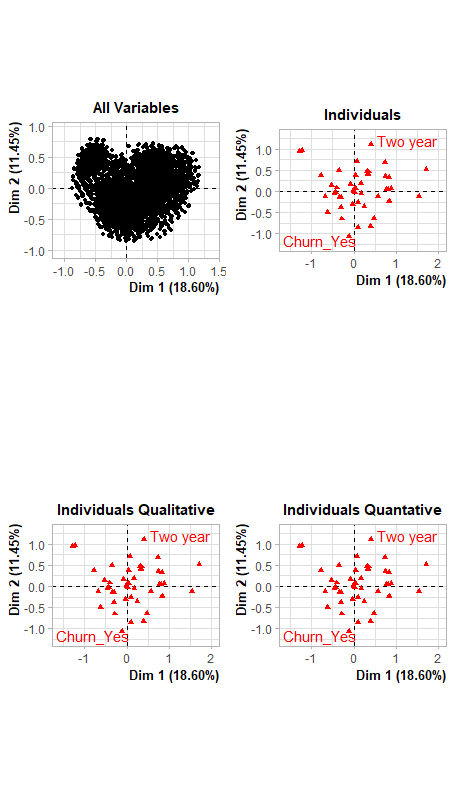 All Variables
Dim 2 (11.45%)
1.0
0.5
0.0
-0.5
-1.0
-1.0 -0.5 0.0 0.5 1.0 1.5
Dim 1 (18.60%)
Individuals
Dim 2 (11.45%)
1.0
0.5
0.0
-0.5
-1.0
Two year
Churn_Yes
-1 0 1 2
Dim 1 (18.60%)
Individuals Qualitative
Dim 2 (11.45%)
1.0
0.5
0.0
-0.5
-1.0
Two year
Churn_Yes
-1 0 1 2
Dim 1 (18.60%)
Individuals Quantative
Dim 2 (11.45%)
1.0
0.5
0.0
-0.5
-1.0
Two year
Churn_Yes
-1 0 1 2
Dim 1 (18.60%)